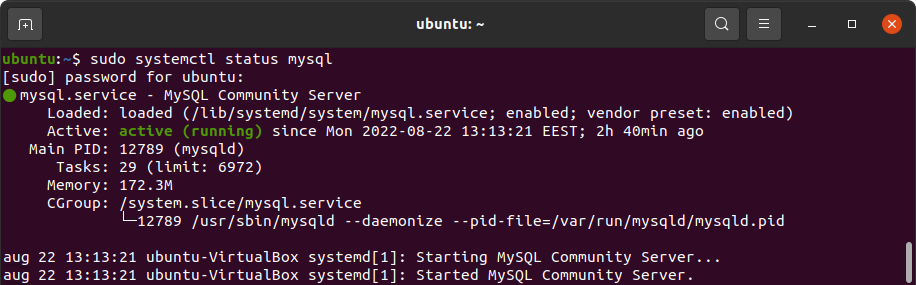 ubuntu: ~
ubuntu:~$ sudo systemctl status mysql
[sudo] password for ubuntu:
● mysql.service - MySQL Community Server
     Loaded: loaded (/lib/systemd/system/mysql.service; enabled; vendor preset: enabled)
     Active: active (running) since Mon 2022-08-22 13:13:21 EEST; 2h 40min ago
   Main PID: 12789 (mysqld)
      Tasks: 29 (limit: 6972)
     Memory: 172.3M
     CGroup: /system.slice/mysql.service
             └─12789 /usr/sbin/mysqld --daemonize --pid-file=/var/run/mysqld/mysqld.pid
aug 22 13:13:21 ubuntu-VirtualBox systemd[1]: Starting MySQL Community Server...
aug 22 13:13:21 ubuntu-VirtualBox systemd[1]: Started MySQL Community Server.